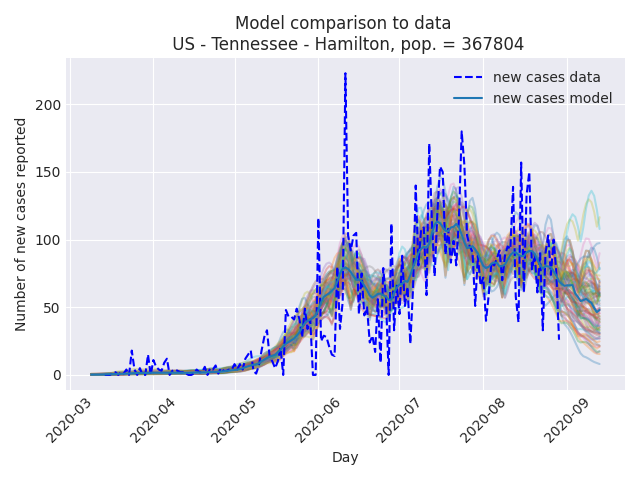 Model comparison to data
US - Tennessee - Hamilton, pop. = 367804
new cases data
new cases model
Number of new cases reported
200
150
100
50
0
2020-03
2020-04
2020-05
2020-06
2020-07
2020-08
2020-09
Day